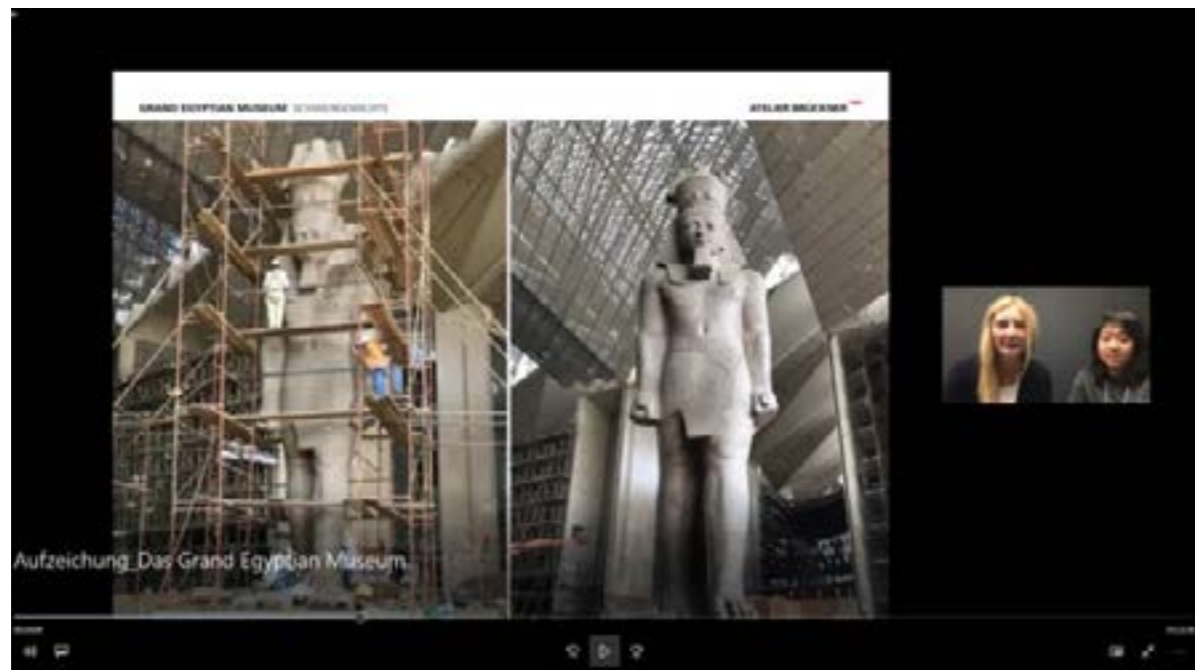 GRAND EGYPTIAN MUSEUM
ATELIER BRÜCKNER
Aufzeichung_Das Grand Egyptian Museum